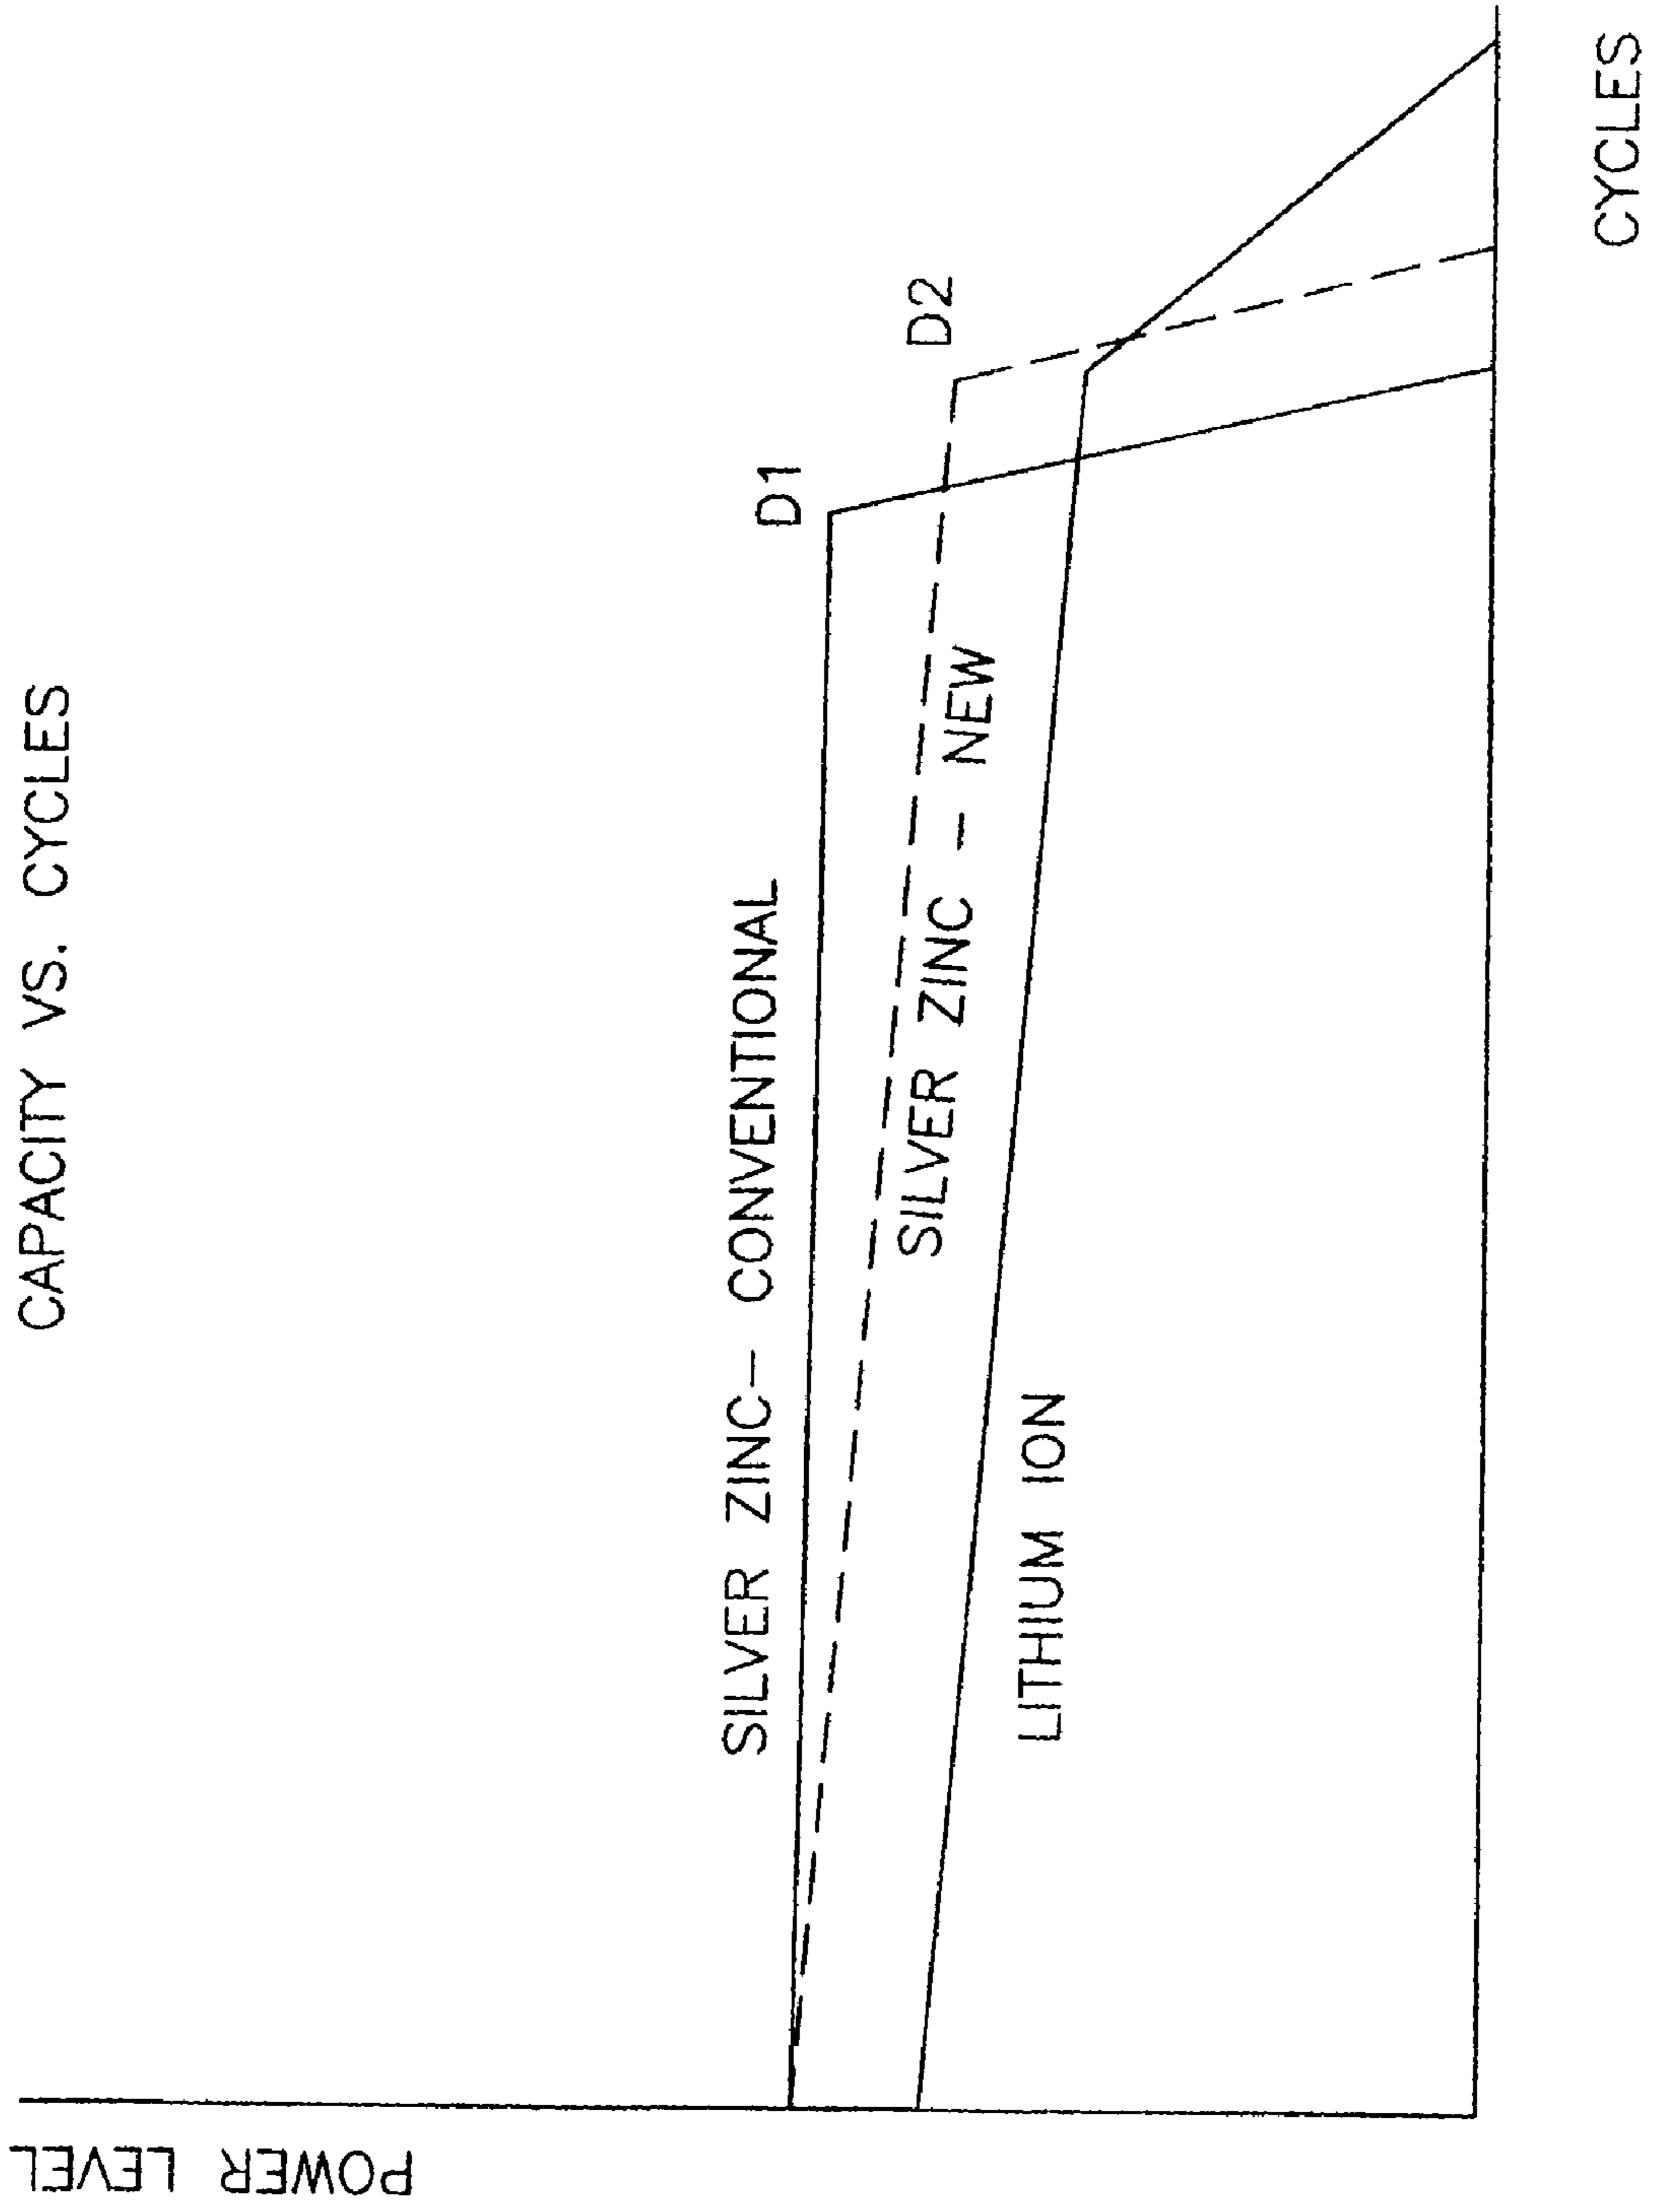 CAPACITY VS. CYCLES
POWER LEVEL
SILVER ZINC- CONVENTIONAL
D1
D2
SILVER ZINC - NEW
LITHIUM ION
CYCLES